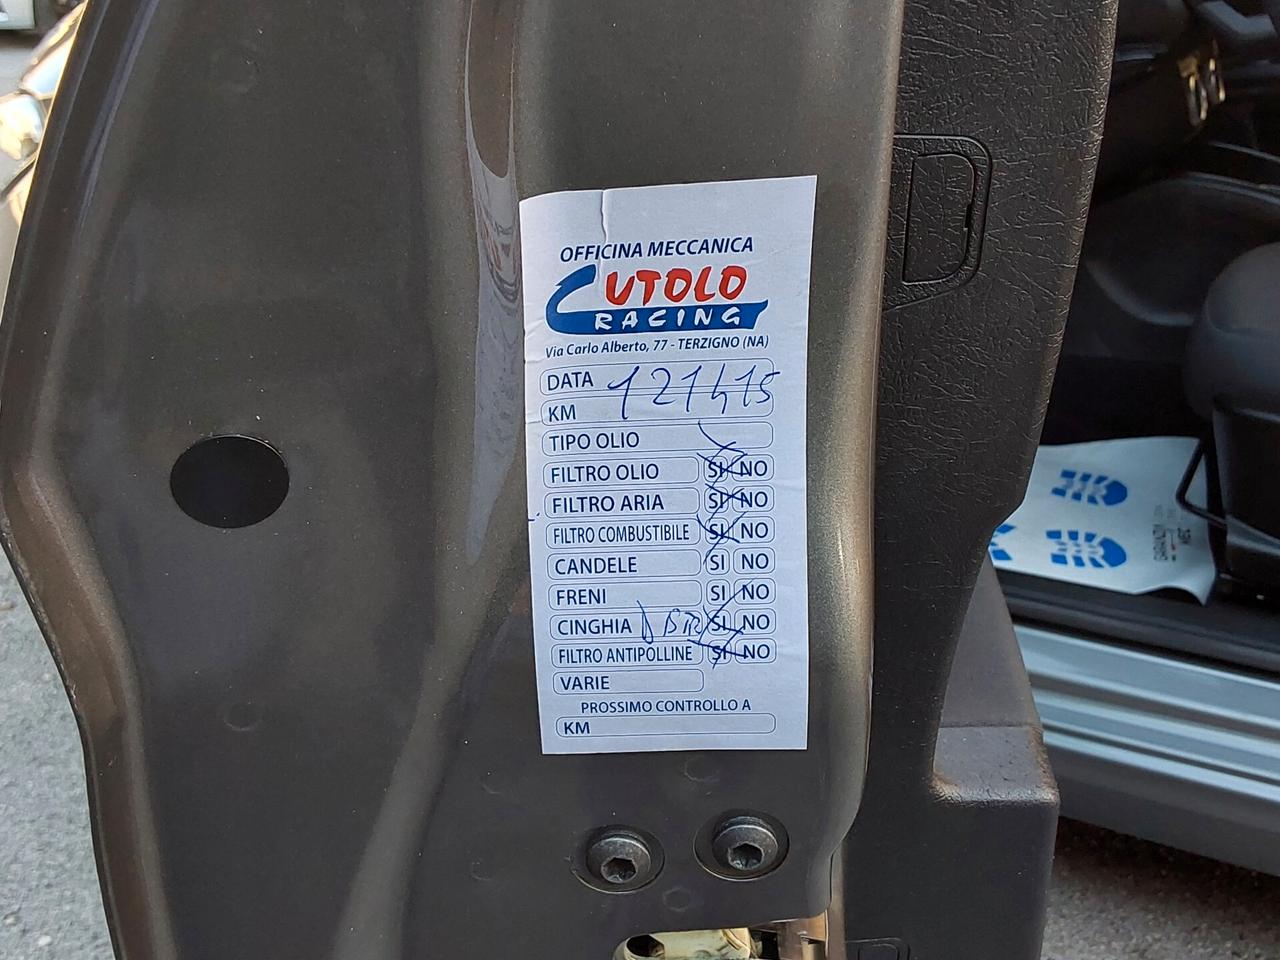 OFFICINA MECCANICA
CUTOLO
RACING
Via Carlo Alberto, 77 - TERZIGNO (NA)
DATA 121415
KM
TIPO OLIO
FILTRO OLIO SI NO
FILTRO ARIA SI NO
FILTRO COMBUSTIBILE SI NO
CANDELE SI NO
FRENI SI NO
CINGHIA SI NO
FILTRO ANTIPOLLINE SI NO
VARIE
PROSSIMO CONTROLLO A
KM